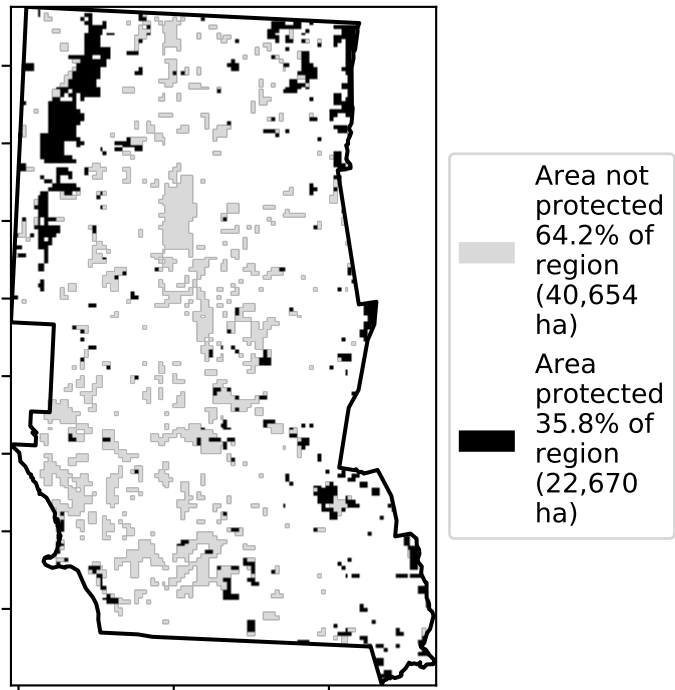 Area not
protected
64.2% of
region
(40,654
ha)
Area
protected
35.8% of
region
(22,670
ha)